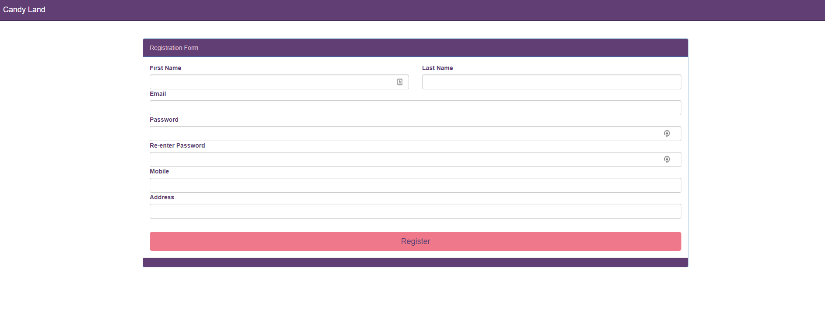 Candy Land
Registration Form
First Name Last Name
Email
Password
Re-enter Password
Mobile
Address
Register